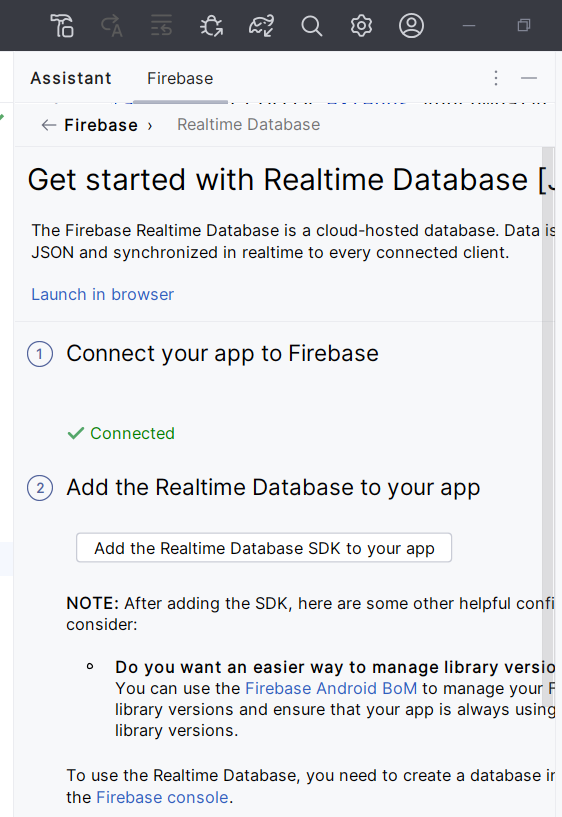 Assistant Firebase
← Firebase › Realtime Database
Get started with Realtime Database [J
The Firebase Realtime Database is a cloud-hosted database. Data is
JSON and synchronized in realtime to every connected client.
Launch in browser
1 Connect your app to Firebase
Connected
2 Add the Realtime Database to your app
Add the Realtime Database SDK to your app
NOTE: After adding the SDK, here are some other helpful confi
consider:
Do you want an easier way to manage library versio
You can use the Firebase Android BoM to manage your F
library versions and ensure that your app is always using
library versions.
To use the Realtime Database, you need to create a database in
the Firebase console.